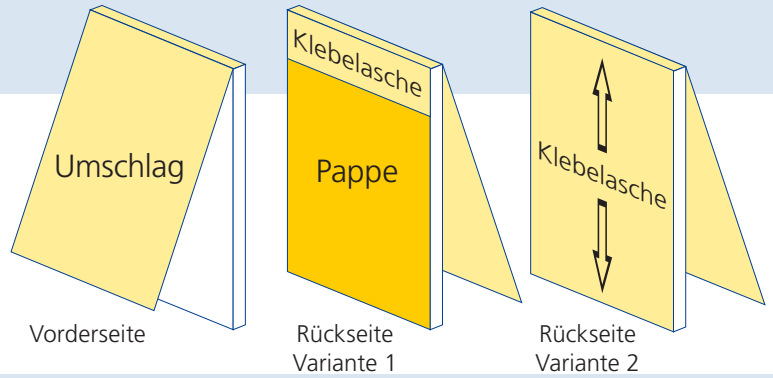 Umschlag
Vorderseite
Klebelasche
Pappe
Rückseite
Variante 1
Klebelasche
Rückseite
Variante 2